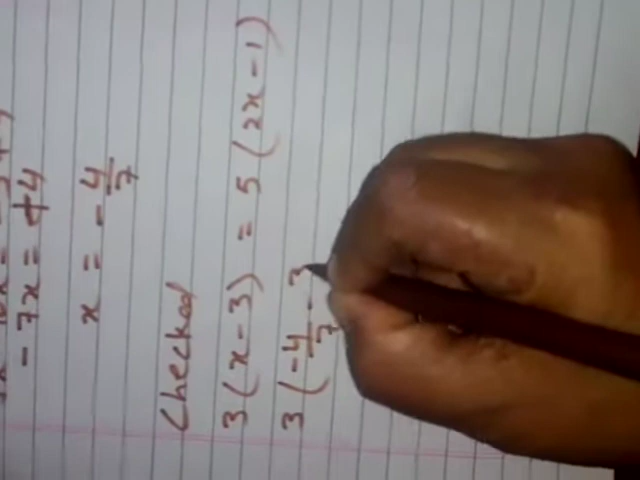 - 7x = +4
x = - 4/7
Checked
3 (x - 3) = 5 (2x - 1)
3 ( -4/7 - 3